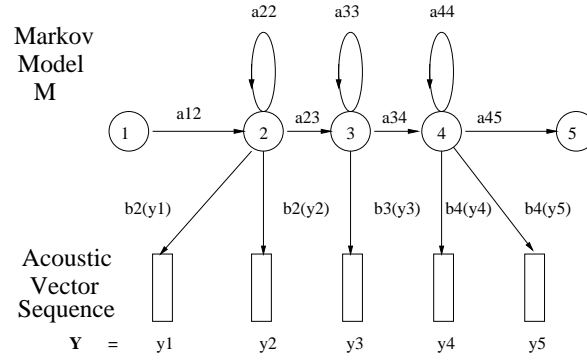 a22 a33 a44
Markov
Model
M
a12 a23 a34 a45
1 2 3 4 5
b2(y1) b2(y2) b3(y3) b4(y4) b4(y5)
Acoustic
Vector
Sequence
Y = y1 y2 y3 y4 y5